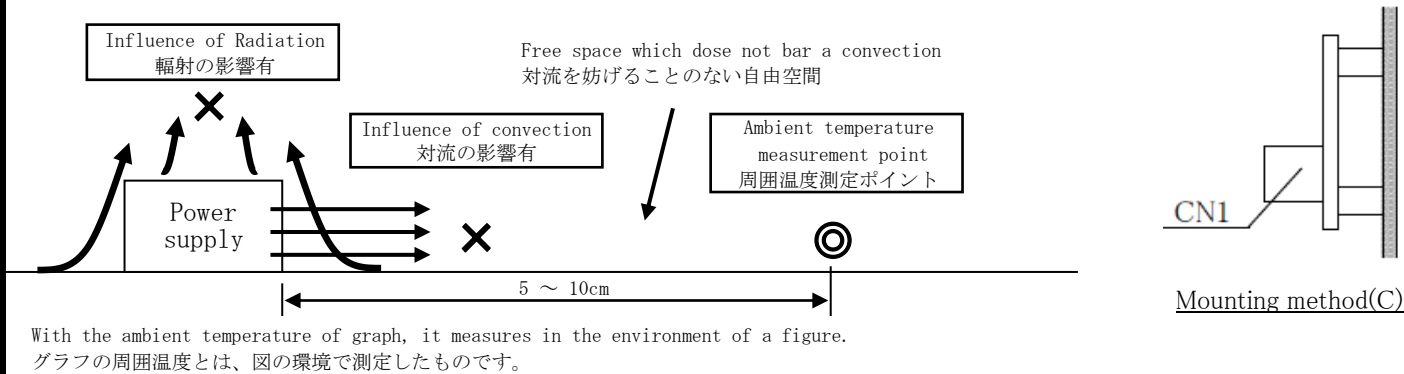 Influence of Radiation
輻射の影響有
Free space which dose not bar a convection
対流を妨げることのない自由空間
Influence of convection
対流の影響有
Ambient temperature
measurement point
周囲温度測定ポイント
Power
supply
CN1
5 ～ 10cm
Mounting method(C)
With the ambient temperature of graph, it measures in the environment of a figure.
グラフの周囲温度とは、図の環境で測定したものです。